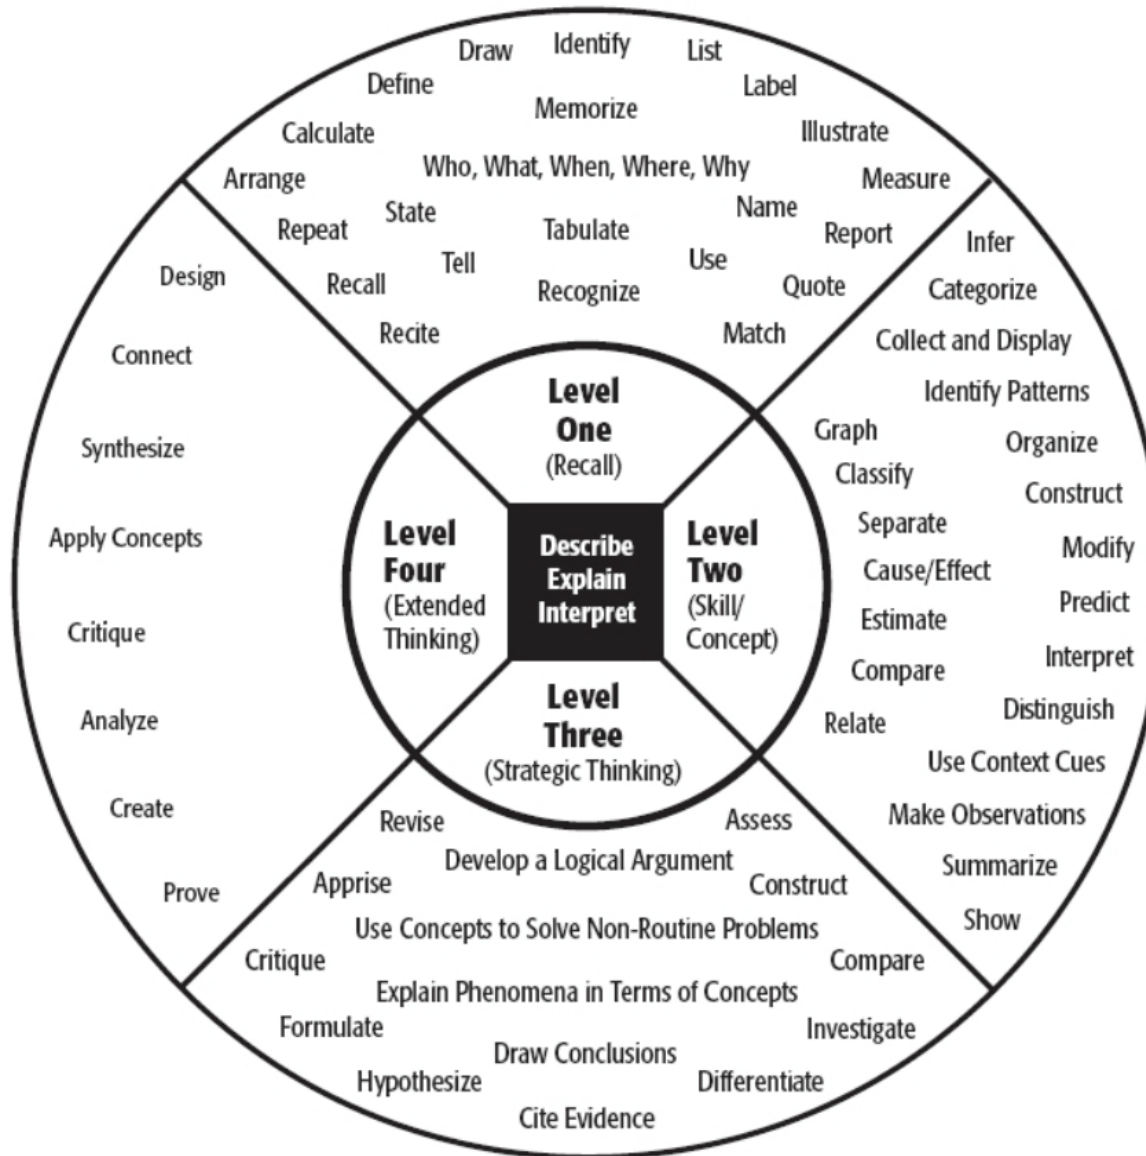 Draw
Identify
List
Define
Label
Memorize
Calculate
Illustrate
Who, What, When, Where, Why
Arrange
Measure
State
Name
Repeat
Tabulate
Report
Tell
Use
Recall
Recognize
Quote
Recite
Match
Level
One
(Recall)
Infer
Categorize
Collect and Display
Identify Patterns
Graph
Organize
Classify
Construct
Separate
Modify
Cause/Effect
Predict
Estimate
Interpret
Compare
Distinguish
Relate
Use Context Cues
Make Observations
Summarize
Show
Level
Two
(Skill/
Concept)
Describe
Explain
Interpret
Level
Three
(Strategic Thinking)
Revise
Assess
Develop a Logical Argument
Apprise
Construct
Use Concepts to Solve Non-Routine Problems
Critique
Compare
Explain Phenomena in Terms of Concepts
Formulate
Investigate
Draw Conclusions
Hypothesize
Differentiate
Cite Evidence
Level
Four
(Extended
Thinking)
Design
Connect
Synthesize
Apply Concepts
Critique
Analyze
Create
Prove